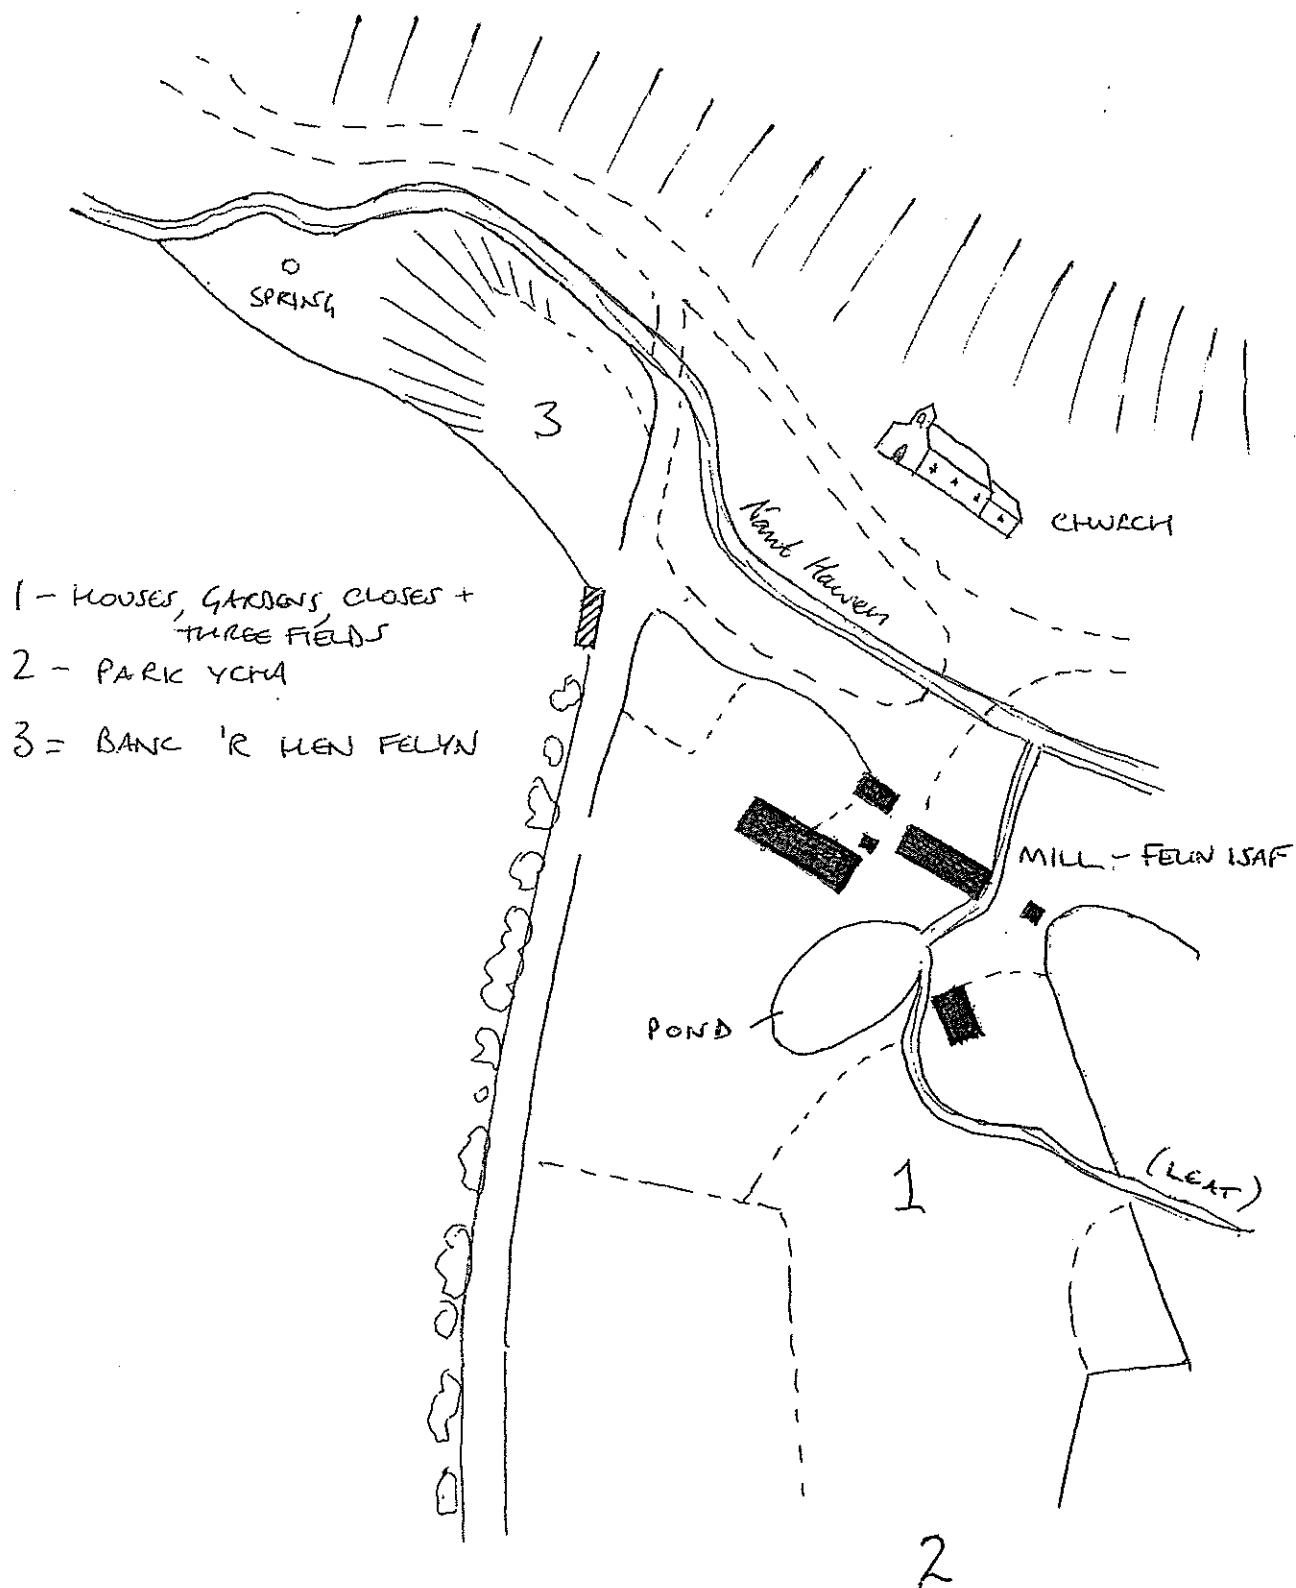 SPRING
3
CHURCH
Nant Hawen
1 - HOUSES, GARDENS, CLOSES +
THREE FIELDS
2 - PARK YCHA
3 = BANC 'R HEN FELYN
MILL - FELIN ISAF
POND
1
(LEAT)
2